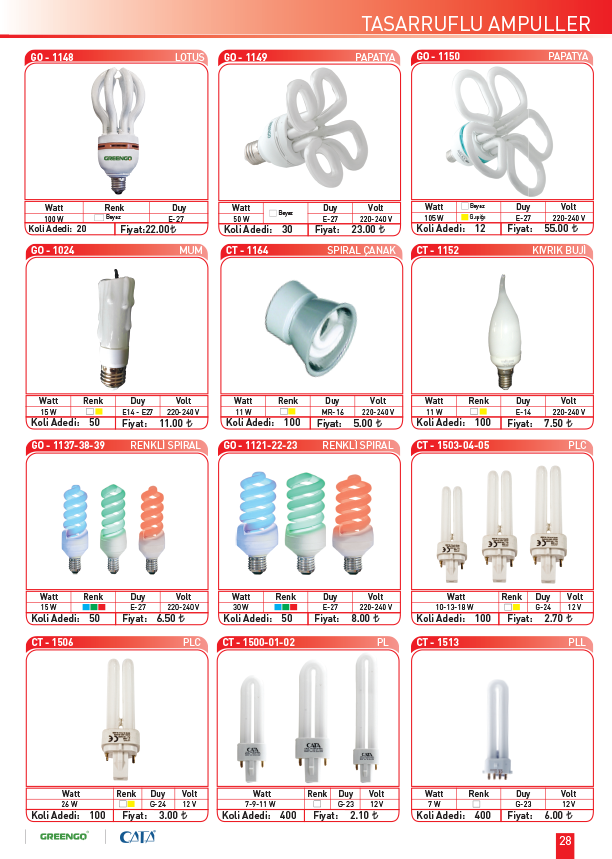 TASARRUFLU AMPULLER
GO - 1148 LOTUS
GREENGO
Watt Renk Duy
100 W Beyaz E-27
Koli Adedi: 20 Fiyat:22.00₺
GO - 1149 PAPATYA
GREENGO
Watt Duy Volt
50 W Beyaz E-27 220-240 V
Koli Adedi: 30 Fiyat: 23.00 ₺
GO - 1150 PAPATYA
Watt Beyaz Duy Volt
105 W E-27 220-240 V
Koli Adedi: 12 Fiyat: 55.00 ₺
GO - 1024 MUM
Watt Renk Duy Volt
15 W E14 - E27 220-240 V
Koli Adedi: 50 Fiyat: 11.00 ₺
CT - 1164 SPIRAL ÇANAK
Watt Renk Duy Volt
11 W MR-16 220-240 V
Koli Adedi: 100 Fiyat: 5.00 ₺
CT - 1152 KIVRIK BUJİ
Watt Renk Duy Volt
11 W E-14 220-240 V
Koli Adedi: 100 Fiyat: 7.50 ₺
GO - 1137-38-39 RENKLİ SPIRAL
Watt Renk Duy Volt
15 W E-27 220-240 V
Koli Adedi: 50 Fiyat: 6.50 ₺
GO - 1121-22-23 RENKLİ SPIRAL
Watt Renk Duy Volt
30W E-27 220-240 V
Koli Adedi: 50 Fiyat: 8.00 ₺
CT - 1503-04-05 PLC
Watt Renk Duy Volt
10-13-18 W G-24 12 V
Koli Adedi: 100 Fiyat: 2.70 ₺
CT - 1506 PLC
Watt Renk Duy Volt
26 W G-24 12 V
Koli Adedi: 100 Fiyat: 3.00 ₺
CT - 1500-01-02 PL
CATA CATA CATA
Watt Renk Duy Volt
7-9-11 W G-23 12V
Koli Adedi: 400 Fiyat: 2.10 ₺
CT - 1513 PLL
Watt Renk Duy Volt
7 W G-23 12V
Koli Adedi: 400 Fiyat: 6.00 ₺
GREENGO CATA 28